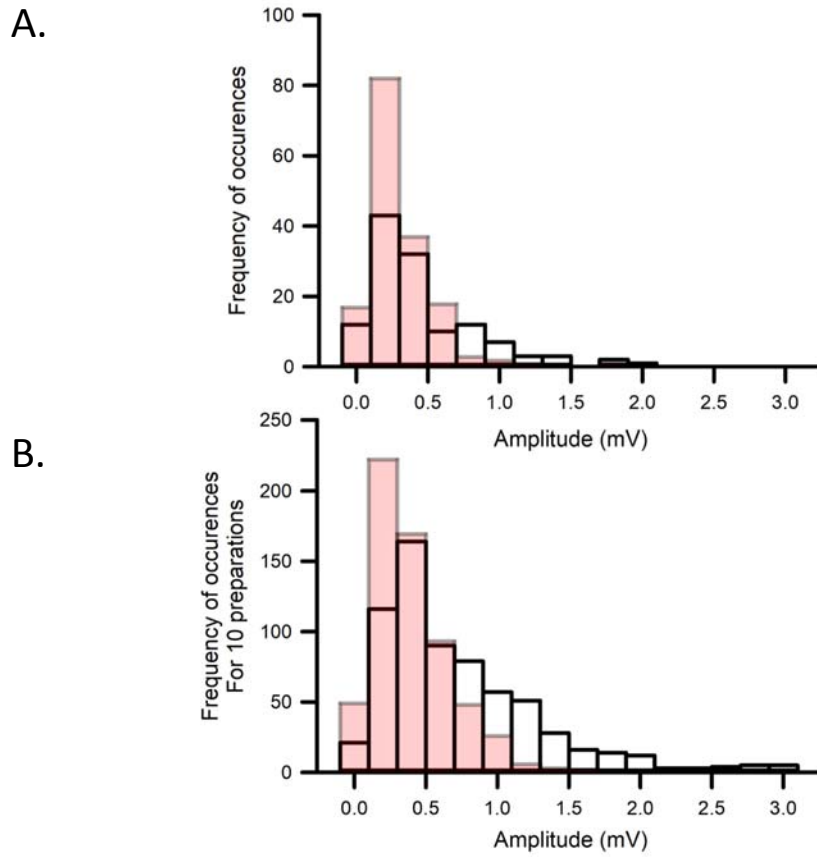 A.
100
80
60
40
20
0
Frequency of occurences
0.0 0.5 1.0 1.5 2.0 2.5 3.0
Amplitude (mV)
B.
250
200
150
100
50
0
Frequency of occurences
For 10 preparations
0.0 0.5 1.0 1.5 2.0 2.5 3.0
Amplitude (mV)